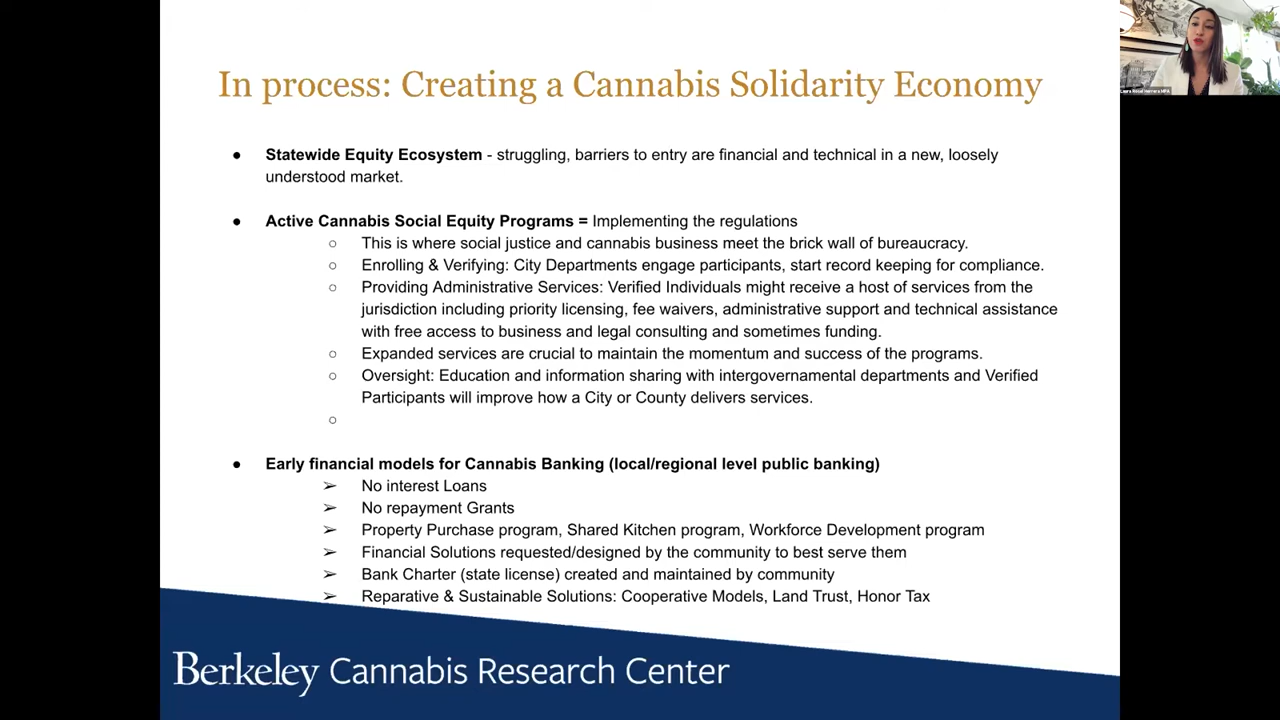 In process: Creating a Cannabis Solidarity Economy
● Statewide Equity Ecosystem - struggling, barriers to entry are financial and technical in a new, loosely
understood market.
● Active Cannabis Social Equity Programs = Implementing the regulations
○ This is where social justice and cannabis business meet the brick wall of bureaucracy.
○ Enrolling & Verifying: City Departments engage participants, start record keeping for compliance.
○ Providing Administrative Services: Verified Individuals might receive a host of services from the
jurisdiction including priority licensing, fee waivers, administrative support and technical assistance
with free access to business and legal consulting and sometimes funding.
○ Expanded services are crucial to maintain the momentum and success of the programs.
○ Oversight: Education and information sharing with intergovernamental departments and Verified
Participants will improve how a City or County delivers services.
○
● Early financial models for Cannabis Banking (local/regional level public banking)
➢ No interest Loans
➢ No repayment Grants
➢ Property Purchase program, Shared Kitchen program, Workforce Development program
➢ Financial Solutions requested/designed by the community to best serve them
➢ Bank Charter (state license) created and maintained by community
➢ Reparative & Sustainable Solutions: Cooperative Models, Land Trust, Honor Tax
Berkeley Cannabis Research Center